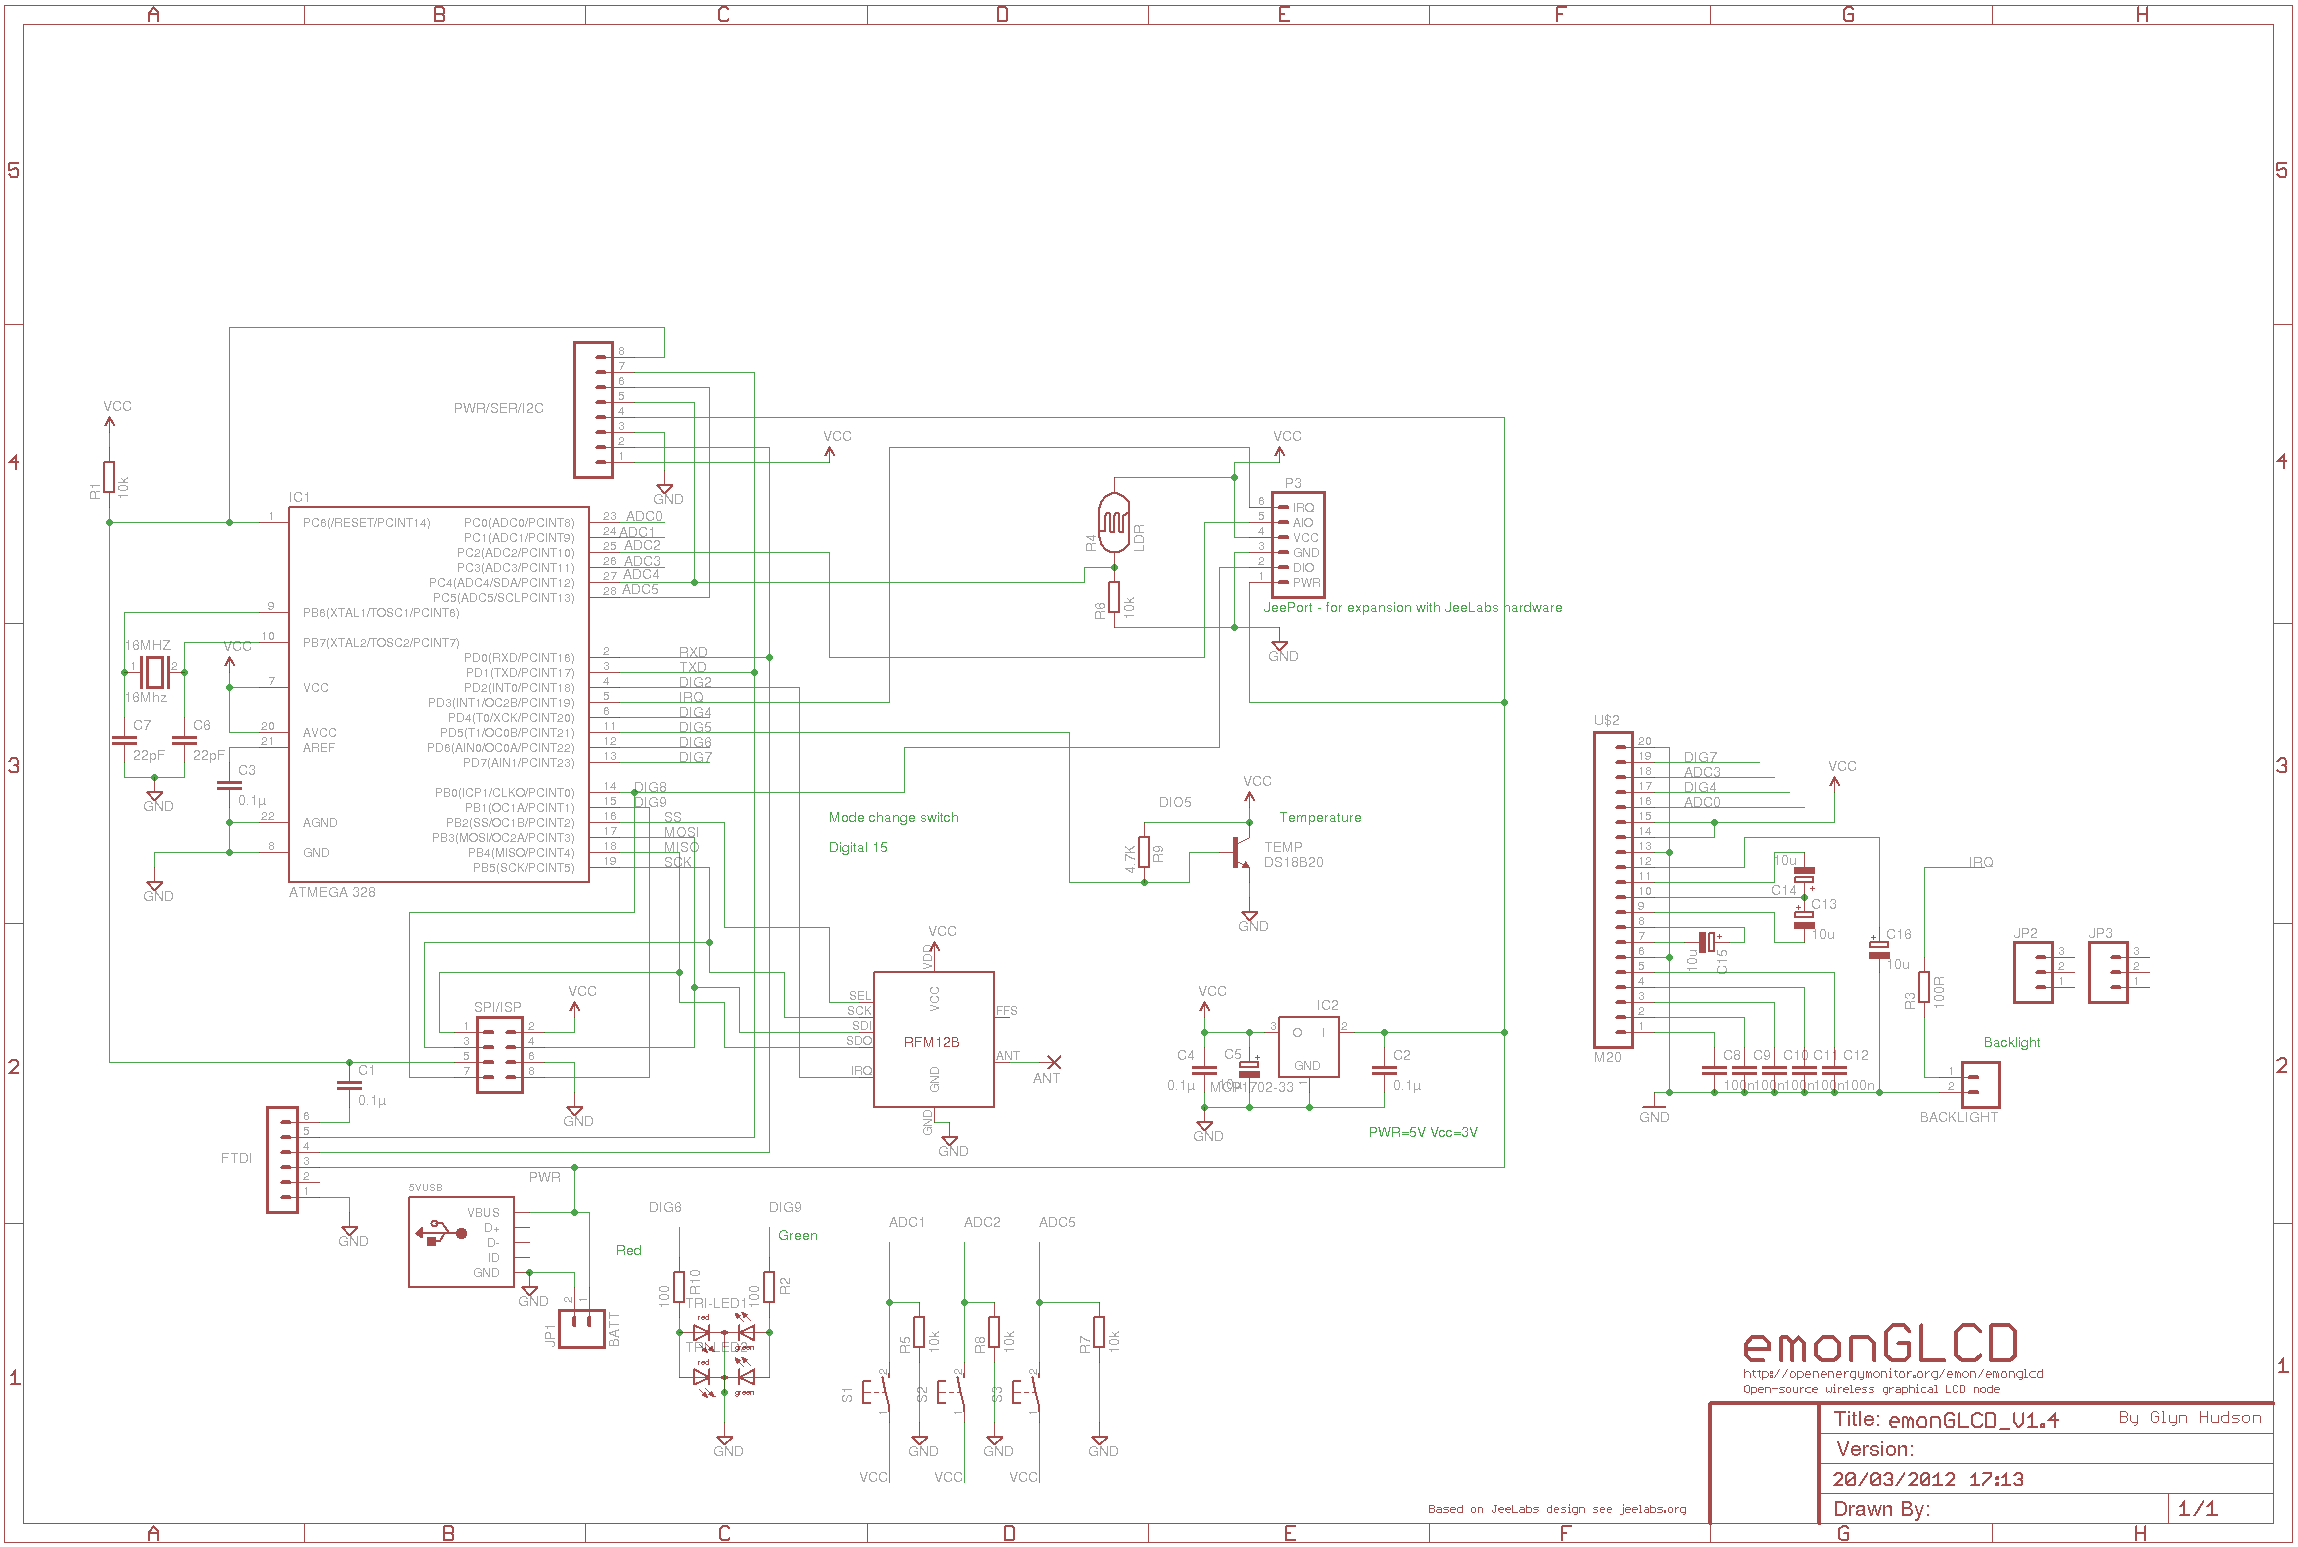 A B C D E F G H
5 5
4 4
3 3
2 2
1 1
A B C D E F G H
PWR/SER/I2C
8
7
6
5
4
3
2
1
VCC
GND
VCC
R1
10k
IC1
1 PC6(/RESET/PCINT14)
9 PB6(XTAL1/TOSC1/PCINT6)
10 PB7(XTAL2/TOSC2/PCINT7)
7 VCC
20 AVCC
21 AREF
22 AGND
8 GND
PC0(ADC0/PCINT8) 23 ADC0
PC1(ADC1/PCINT9) 24 ADC1
PC2(ADC2/PCINT10) 25 ADC2
PC3(ADC3/PCINT11) 26 ADC3
PC4(ADC4/SDA/PCINT12) 27 ADC4
PC5(ADC5/SCLPCINT13) 28 ADC5
PD0(RXD/PCINT16) 2 RXD
PD1(TXD/PCINT17) 3 TXD
PD2(INT0/PCINT18) 4 DIG2
PD3(INT1/OC2B/PCINT19) 5 IRQ
PD4(T0/XCK/PCINT20) 6 DIG4
PD5(T1/OC0B/PCINT21) 11 DIG5
PD6(AIN0/OC0A/PCINT22) 12 DIG6
PD7(AIN1/PCINT23) 13 DIG7
PB0(ICP1/CLKO/PCINT0) 14 DIG8
PB1(OC1A/PCINT1) 15 DIG9
PB2(SS/OC1B/PCINT2) 16 SS
PB3(MOSI/OC2A/PCINT3) 17 MOSI
PB4(MISO/PCINT4) 18 MISO
PB5(SCK/PCINT5) 19 SCK
ATMEGA 328
16MHZ
1 2
16Mhz
VCC
C7
22pF
C6
22pF
GND
C3
0.1µ
GND
VCC
R4
LDR
R6
10k
P3
6 IRQ
5 AIO
4 VCC
3 GND
2 DIO
1 PWR
JeePort - for expansion with JeeLabs hardware
GND
Mode change switch
Digital 15
DIO5
VCC
Temperature
4.7K
R9
TEMP
DS18B20
GND
VCC
VDD
VCC
SEL
SCK
SDI
SDO
IRQ
RFM12B
FFS
ANT
ANT
GND
GND
GND
SPI/ISP
VCC
1 2
3 4
5 6
7 8
GND
C1
0.1µ
FTDI
6
5
4
3
2
1
GND
PWR
5VUSB
VBUS
D+
D-
ID
GND
GND
2 1
JP1
BATT
DIG6
Red
DIG9
Green
100
R10
100
R2
TRI-LED1
red
green
TRI-LED2
red
green
GND
ADC1
ADC2
ADC5
R5
10k
R8
10k
R7
10k
S1
2
1
S2
2
1
S3
2
1
GND
GND
GND
VCC
VCC
VCC
VCC
IC2
3 O I 2
GND
1
C4
0.1µ
C5
10µ
MCP1702-33
C2
0.1µ
GND
PWR=5V Vcc=3V
U$2
20
19 DIG7
18 ADC3
17 DIG4
16 ADC0
15
14
13
12
11
10
9
8
7
6
5
4
3
2
1
M20
VCC
10u
C14
C13
10u
10u
C15
C16
10u
IRQ
R3
100R
C8 C9 C10 C11 C12
100n 100n 100n 100n 100n
GND
Backlight
1
2
BACKLIGHT
JP2
3
2
1
JP3
3
2
1
emonGLCD
http://openenergymonitor.org/emon/emonglcd
Open-source wireless graphical LCD node
Title: emonGLCD_V1.4 By Glyn Hudson
Version:
20/03/2012 17:13
Drawn By: 1/1
Based on JeeLabs design see jeelabs.org